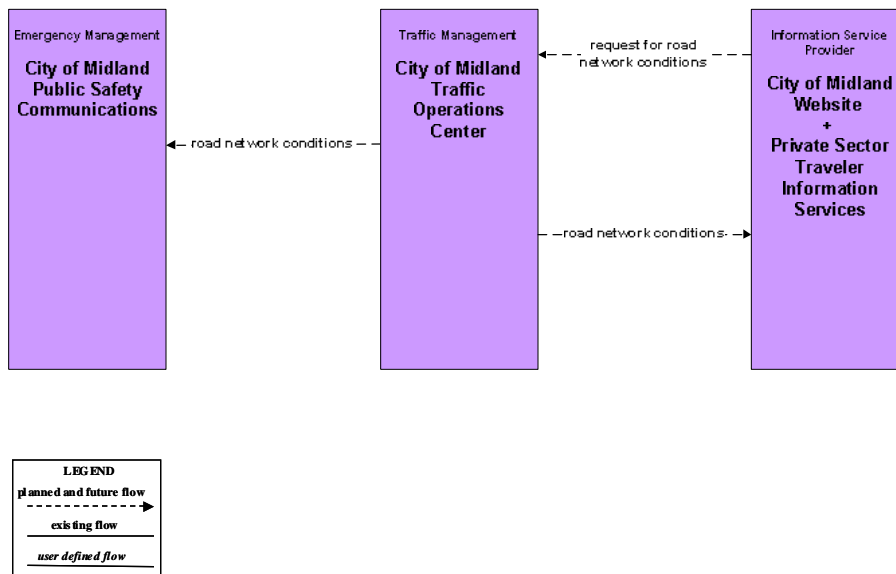 Emergency Management
City of Midland
Public Safety
Communications
road network conditions
Traffic Management
City of Midland
Traffic
Operations
Center
request for road
network conditions
road network conditions
Information Service
Provider
City of Midland
Website
+
Private Sector
Traveler
Information
Services
LEGEND
planned and future flow
existing flow
user defined flow